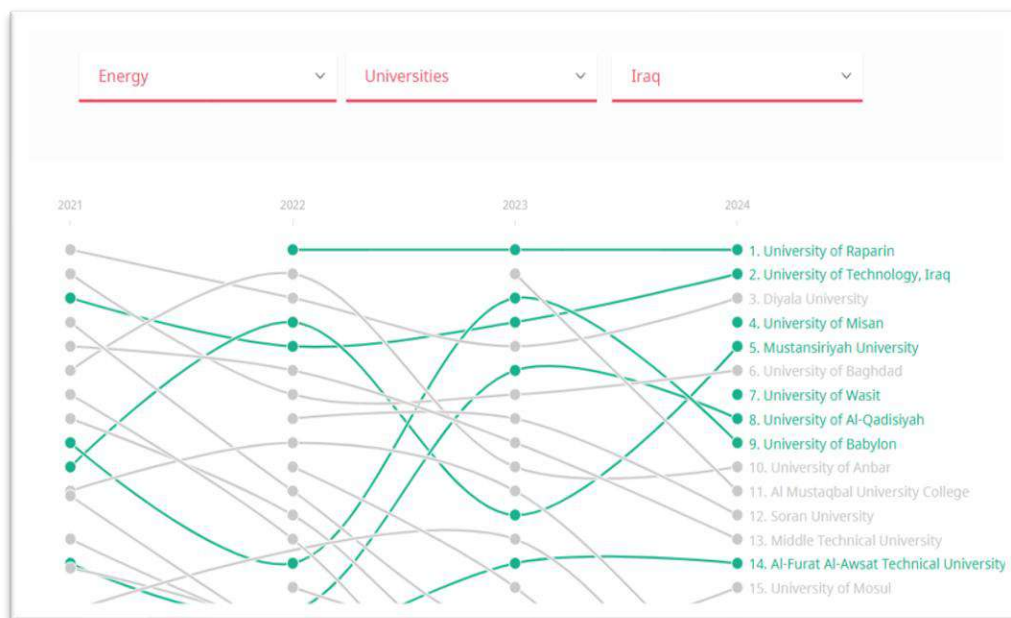 Energy Universities Iraq
2021 2022 2023 2024
1. University of Raparin
2. University of Technology, Iraq
3. Diyala University
4. University of Misan
5. Mustansiriyah University
6. University of Baghdad
7. University of Wasit
8. University of Al-Qadisiyah
9. University of Babylon
10. University of Anbar
11. Al Mustaqbal University College
12. Soran University
13. Middle Technical University
14. Al-Furat Al-Awsat Technical University
15. University of Mosul